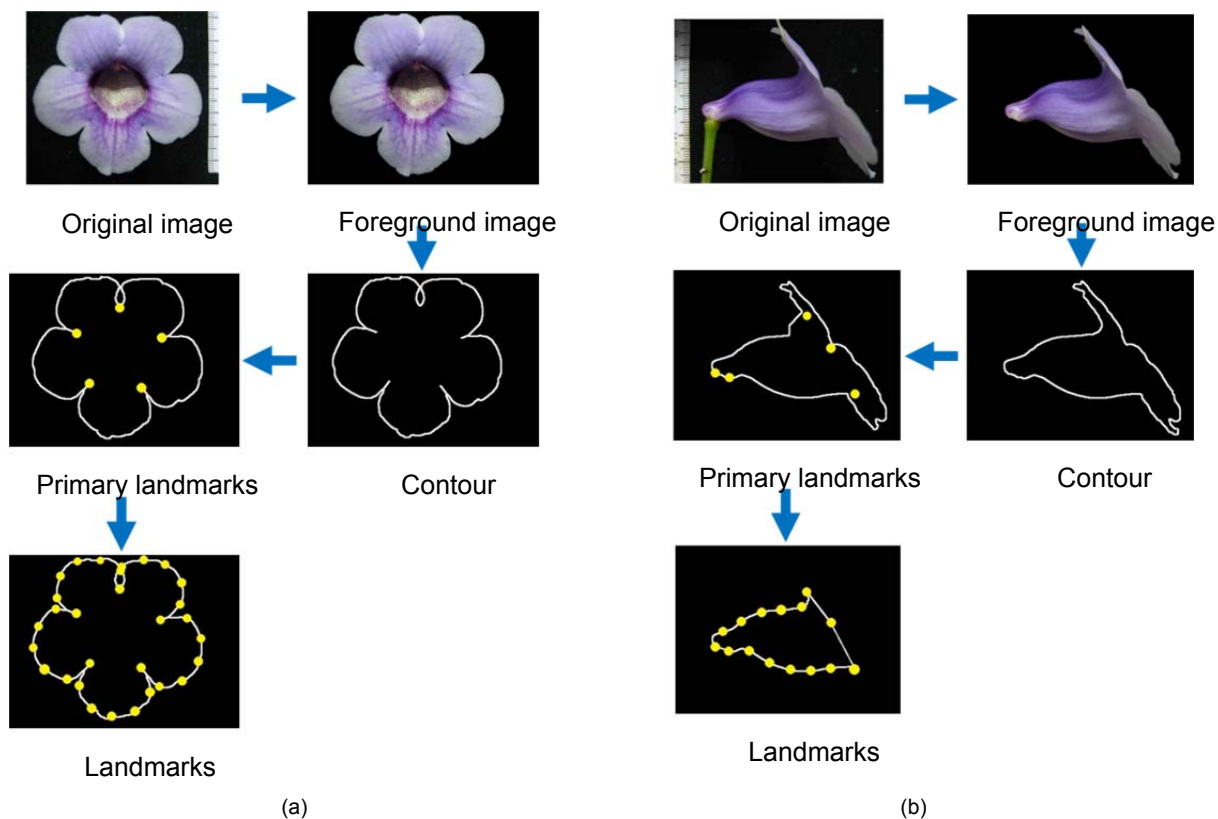 Original image
Foreground image
Primary landmarks
Contour
Landmarks
(a)
Original image
Foreground image
Primary landmarks
Contour
Landmarks
(b)